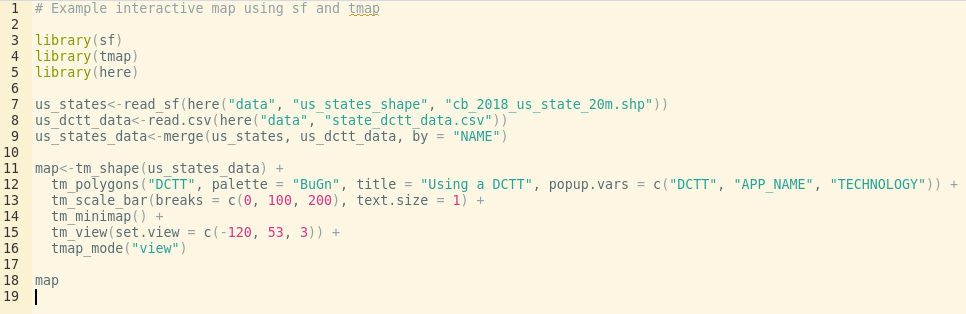 1 # Example interactive map using sf and tmap
2
3 library(sf)
4 library(tmap)
5 library(here)
6
7 us_states<-read_sf(here("data", "us_states_shape", "cb_2018_us_state_20m.shp"))
8 us_dctt_data<-read.csv(here("data", "state_dctt_data.csv"))
9 us_states_data<-merge(us_states, us_dctt_data, by = "NAME")
10
11 map<-tm_shape(us_states_data) +
12   tm_polygons("DCTT", palette = "BuGn", title = "Using a DCTT", popup.vars = c("DCTT", "APP_NAME", "TECHNOLOGY")) +
13   tm_scale_bar(breaks = c(0, 100, 200), text.size = 1) +
14   tm_minimap() +
15   tm_view(set.view = c(-120, 53, 3)) +
16   tmap_mode("view")
17
18 map
19